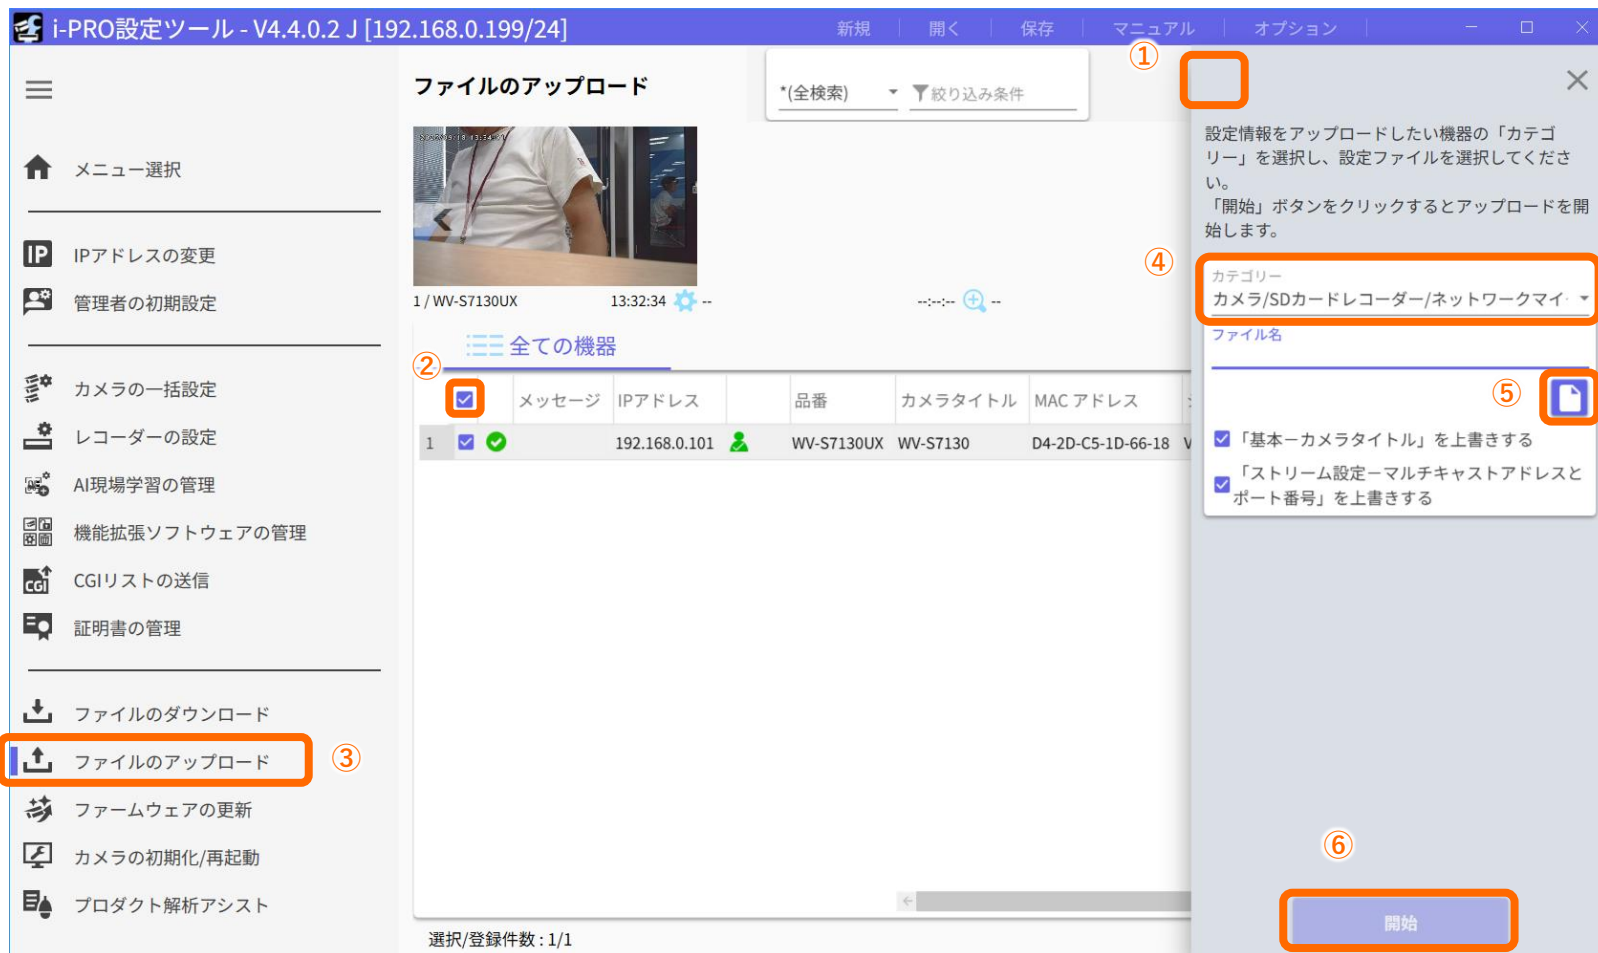 i-PRO設定ツール - V4.4.0.2 J [192.168.0.199/24]
新規
開く
保存
マニュアル
オプション
①
ファイルのアップロード
*(全検索)
絞り込み条件
メニュー選択
IP
IPアドレスの変更
管理者の初期設定
カメラの一括設定
レコーダーの設定
AI現場学習の管理
機能拡張ソフトウェアの管理
CGI
CGIリストの送信
証明書の管理
ファイルのダウンロード
ファイルのアップロード
③
ファームウェアの更新
カメラの初期化/再起動
プロダクト解析アシスト
1 / WV-S7130UX
13:32:34
--
--:--:--
--
全ての機器
②
メッセージ
IPアドレス
品番
カメラタイトル
MAC アドレス
1
192.168.0.101
WV-S7130UX
WV-S7130
D4-2D-C5-1D-66-18
V
選択/登録件数 : 1/1
設定情報をアップロードしたい機器の「カテゴ
リー」を選択し、設定ファイルを選択してくださ
い。
「開始」ボタンをクリックするとアップロードを開
始します。
④
カテゴリー
カメラ/SDカードレコーダー/ネットワークマイ
ファイル名
⑤
「基本－カメラタイトル」を上書きする
「ストリーム設定－マルチキャストアドレスと
ポート番号」を上書きする
⑥
開始